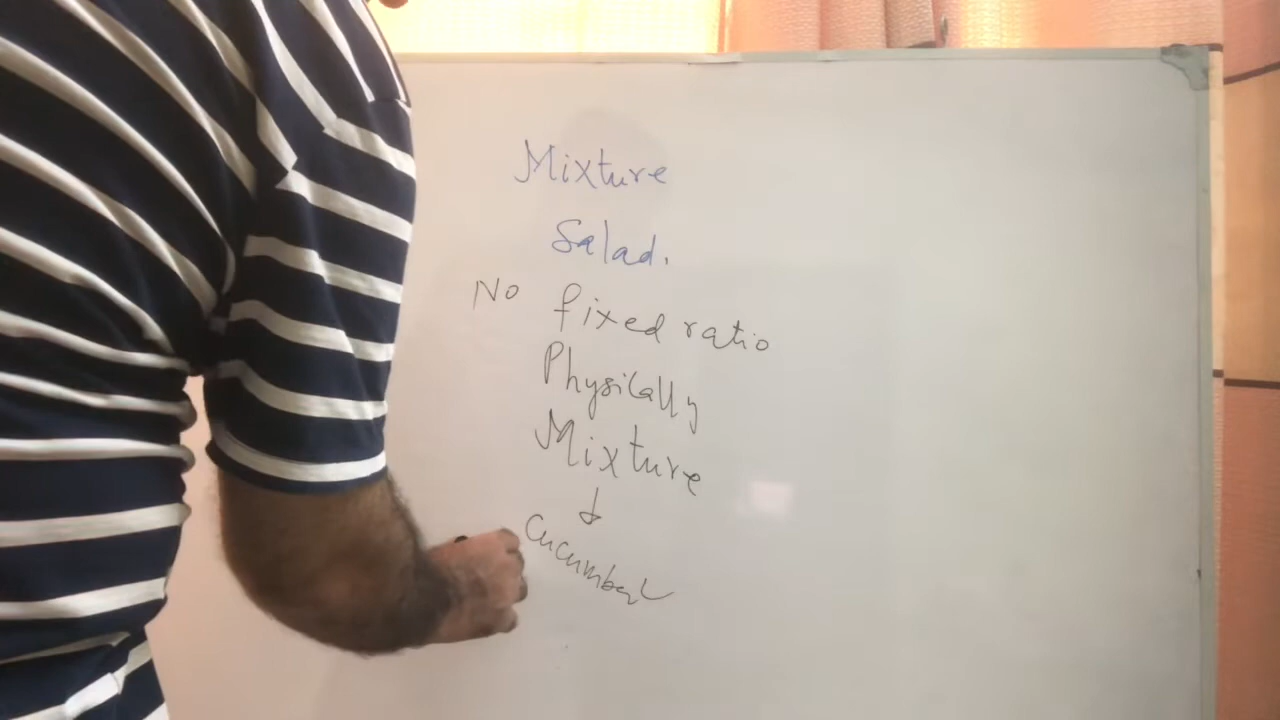 Mixture
Salad.
No fixed ratio
Physically
Mixture
↓
Cucumber